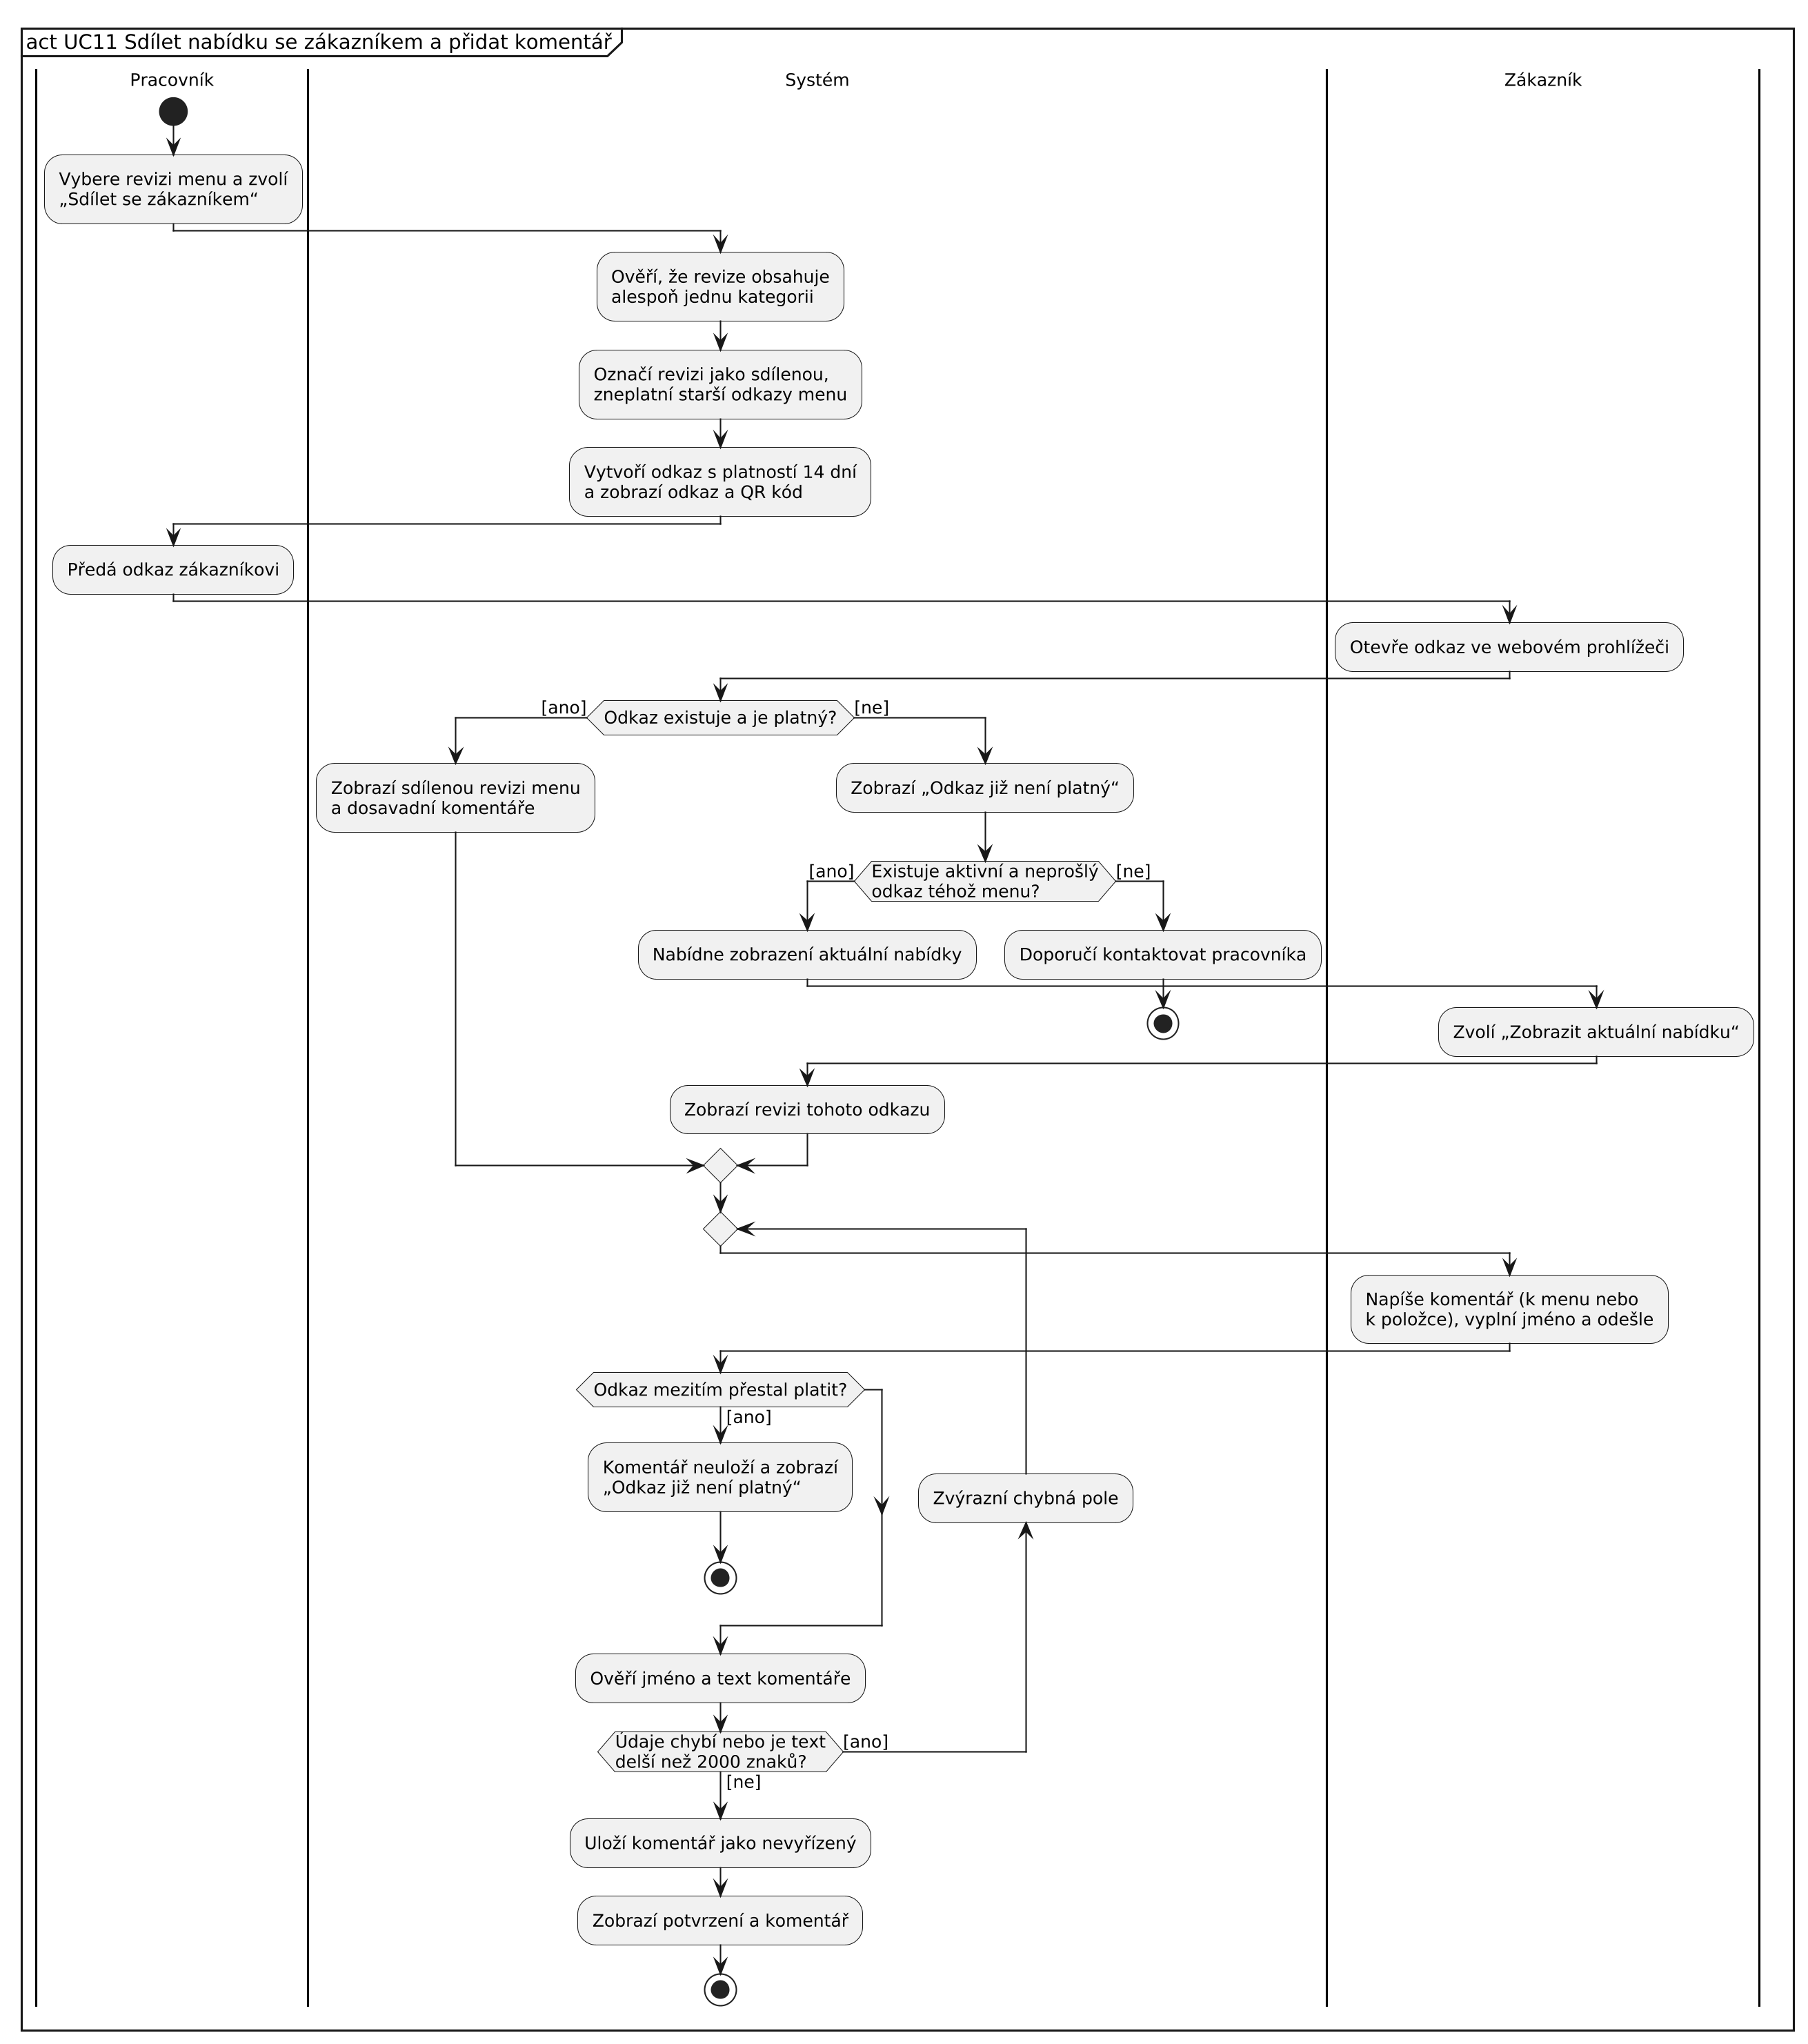 act UC11 Sdílet nabídku se zákazníkem a přidat komentář
Pracovník
Systém
Zákazník
Vybere revizi menu a zvolí
„Sdílet se zákazníkem“
Ověří, že revize obsahuje
alespoň jednu kategorii
Označí revizi jako sdílenou,
zneplatní starší odkazy menu
Vytvoří odkaz s platností 14 dní
a zobrazí odkaz a QR kód
Předá odkaz zákazníkovi
Otevře odkaz ve webovém prohlížeči
[ano]
Odkaz existuje a je platný?
[ne]
Zobrazí sdílenou revizi menu
a dosavadní komentáře
Zobrazí „Odkaz již není platný“
[ano]
Existuje aktivní a neprošlý
odkaz téhož menu?
[ne]
Nabídne zobrazení aktuální nabídky
Doporučí kontaktovat pracovníka
Zvolí „Zobrazit aktuální nabídku“
Zobrazí revizi tohoto odkazu
Napíše komentář (k menu nebo
k položce), vyplní jméno a odešle
Odkaz mezitím přestal platit?
[ano]
Komentář neuloží a zobrazí
„Odkaz již není platný“
Zvýrazní chybná pole
Ověří jméno a text komentáře
Údaje chybí nebo je text
delší než 2000 znaků?
[ano]
[ne]
Uloží komentář jako nevyřízený
Zobrazí potvrzení a komentář